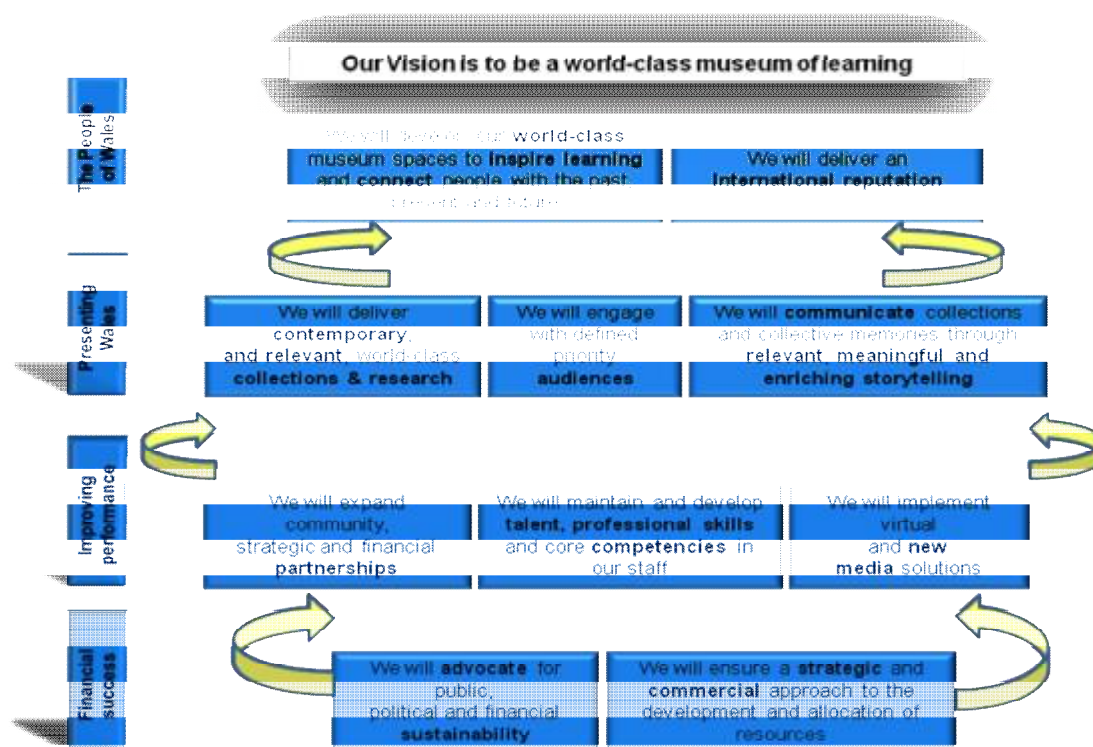 Our Vision is to be a world-class museum of learning
The People
of Wales
We will develop our world-class
museum spaces to inspire learning
and connect people with the past,
present and future
We will deliver an
International reputation
Presenting
Wales
We will deliver
contemporary,
and relevant, world-class
collections & research
We will engage
with defined
priority
audiences
We will communicate collections
and collective memories through
relevant, meaningful and
enriching storytelling
Improving
performance
We will expand
community,
strategic and financial
partnerships
We will maintain and develop
talent, professional skills
and core competencies in
our staff
We will implement
virtual
and new
media solutions
Financial
success
We will advocate for
public,
political and financial
sustainability
We will ensure a strategic and
commercial approach to the
development and allocation of
resources